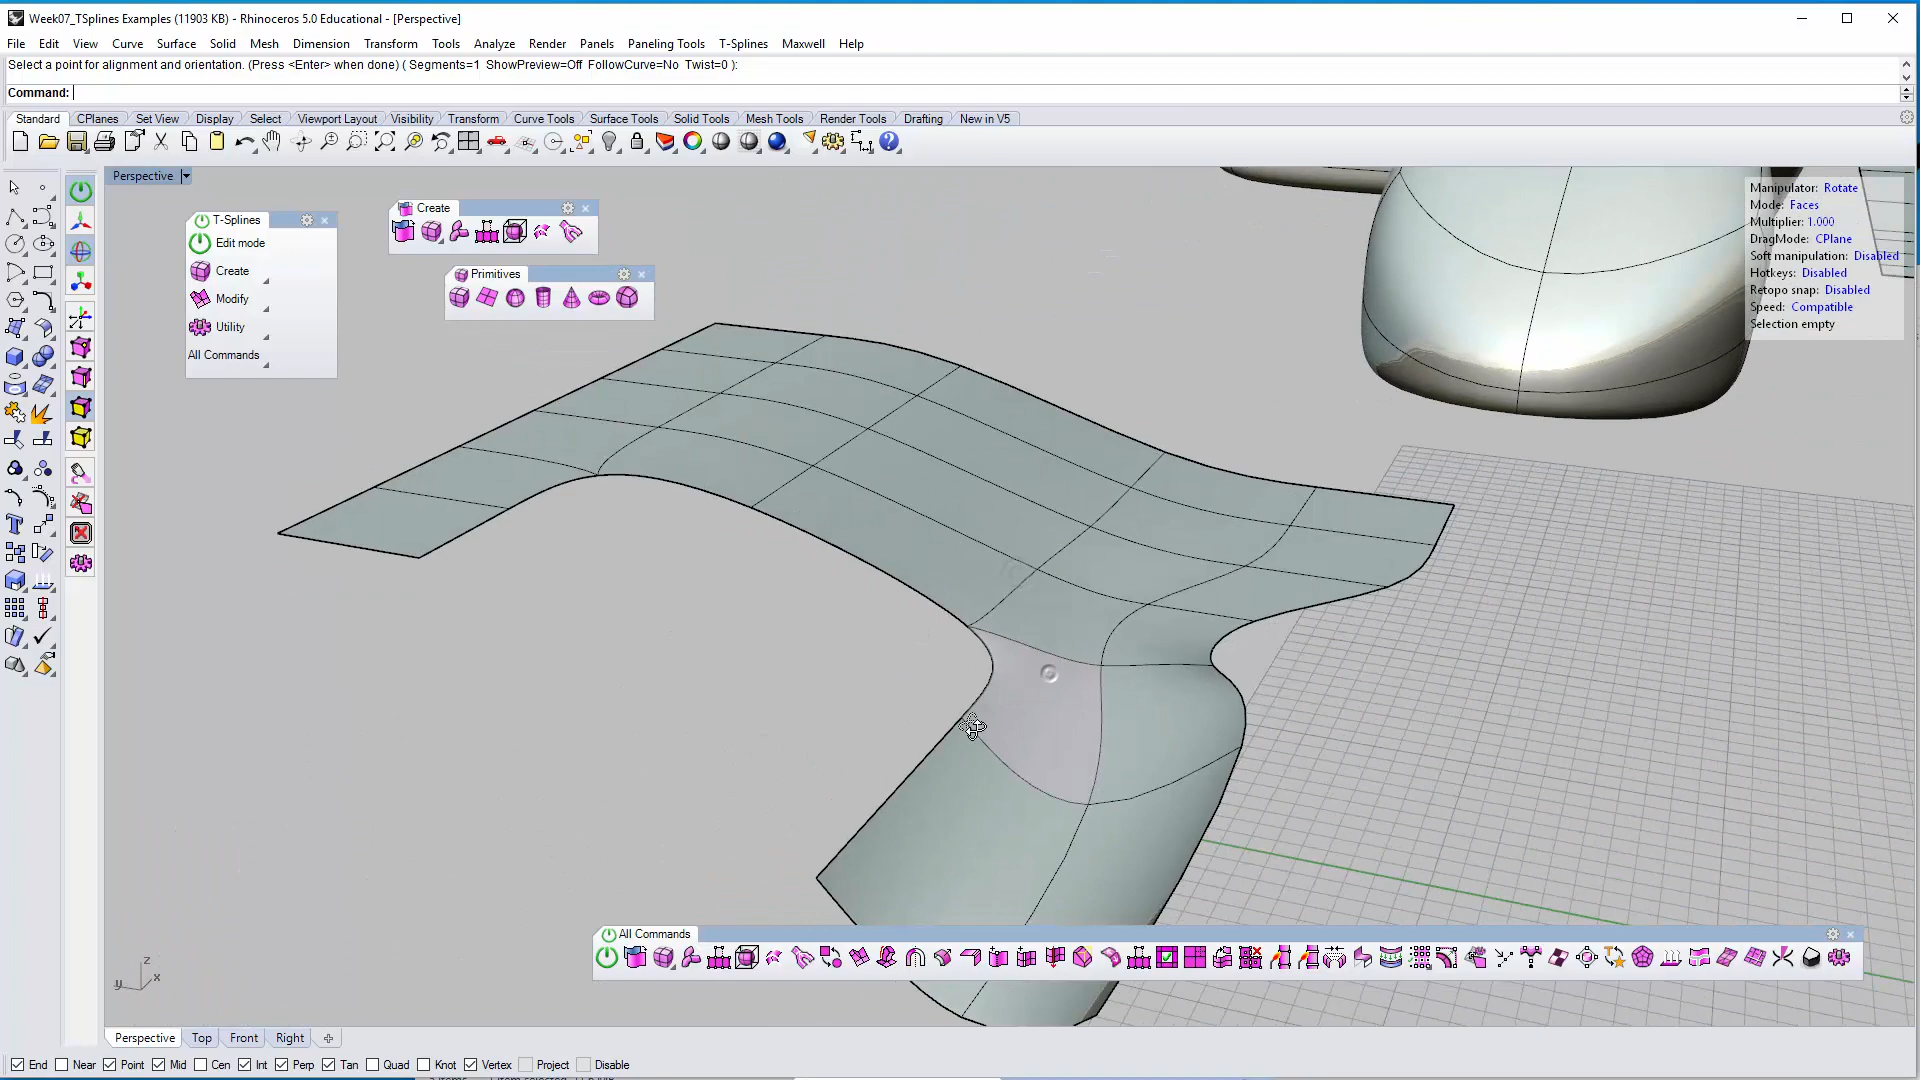 Week07_TSplines Examples (11903 KB) - Rhinoceros 5.0 Educational - [Perspective]
File Edit View Curve Surface Solid Mesh Dimension Transform Tools Analyze Render Panels Paneling Tools T-Splines Maxwell Help
Select a point for alignment and orientation. (Press <Enter> when done) ( Segments=1 ShowPreview=Off FollowCurve=No Twist=0 ):
Command:
Standard CPlanes Set View Display Select Viewport Layout Visibility Transform Curve Tools Surface Tools Solid Tools Mesh Tools Render Tools Drafting New in V5
Perspective
T-Splines
Edit mode
Create
Modify
Utility
All Commands
Create
Primitives
Manipulator: Rotate
Mode: Faces
Multiplier: 1.000
DragMode: CPlane
Soft manipulation: Disabled
Hotkeys: Disabled
Retopo snap: Disabled
Speed: Compatible
Selection empty
All Commands
z
y x
Perspective Top Front Right
End Near Point Mid Cen Int Perp Tan Quad Knot Vertex Project Disable